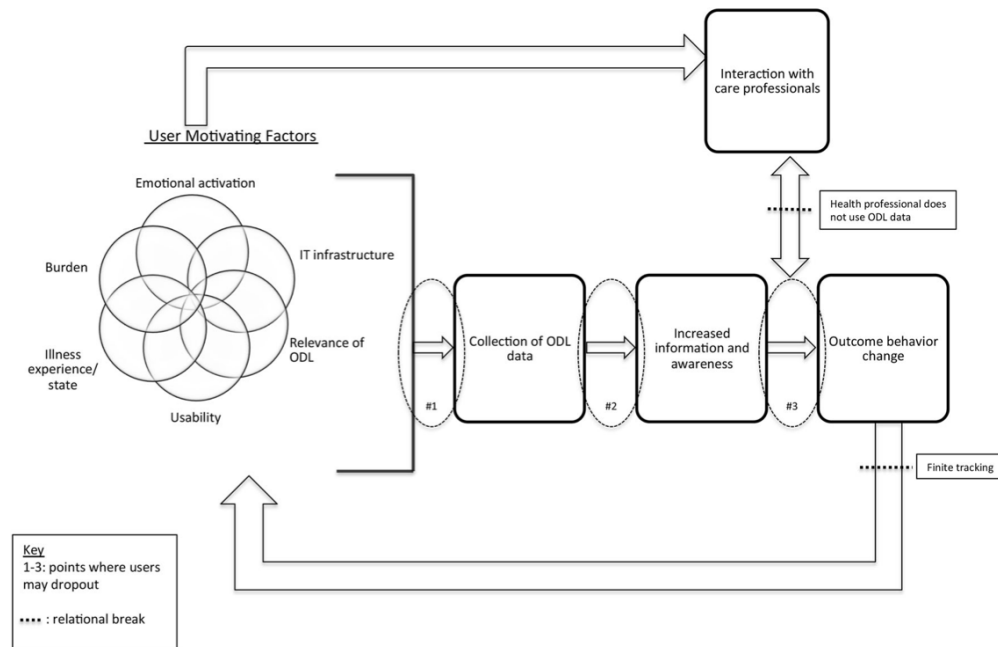 Interaction with
care professionals
User Motivating Factors
Emotional activation
Burden
IT infrastructure
Illness
experience/
state
Relevance of
ODL
Usability
Health professional does
not use ODL data
Collection of ODL
data
Increased
information and
awareness
Outcome behavior
change
#1
#2
#3
Finite tracking
Key
1-3: points where users
may dropout
: relational break